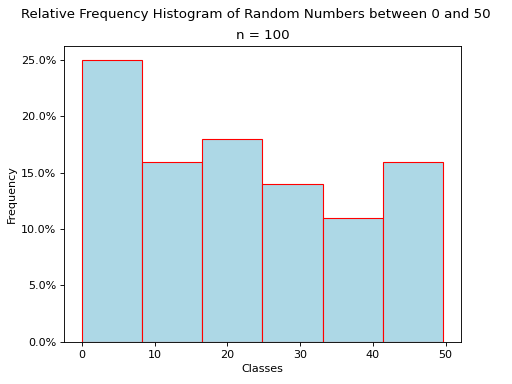 Relative Frequency Histogram of Random Numbers between 0 and 50
n = 100
25.0%
20.0%
15.0%
10.0%
5.0%
0.0%
Frequency
0 10 20 30 40 50
Classes